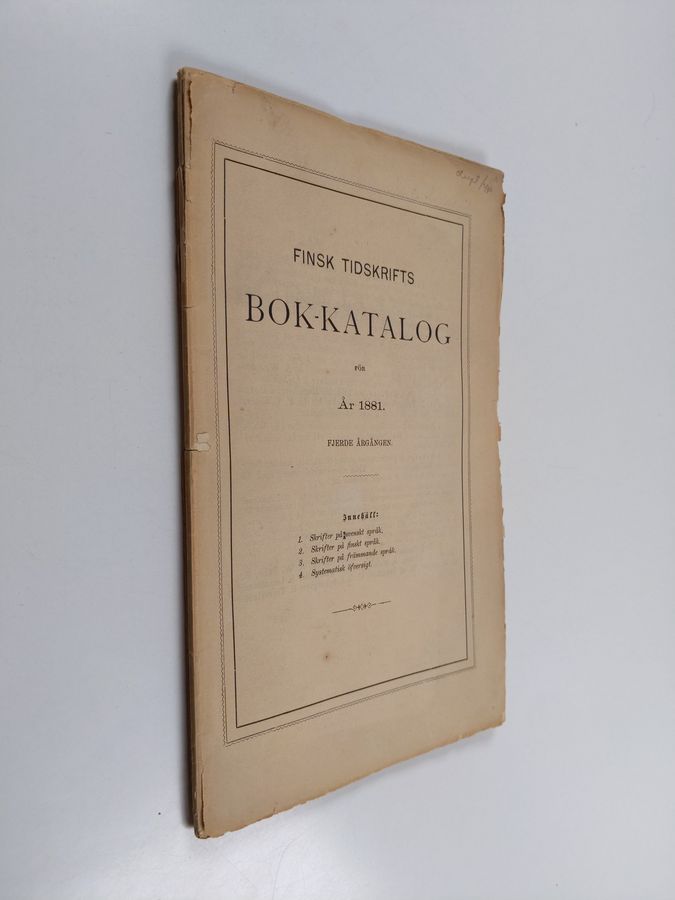 FINSK TIDSKRIFTS
BOK-KATALOG
FÖR
År 1881.
FJERDE ÅRGÅNGEN.
Innehåll:
1. Skrifter på svenskt språk.
2. Skrifter på finskt språk.
3. Skrifter på främmande språk.
4. Systematisk öfversigt.